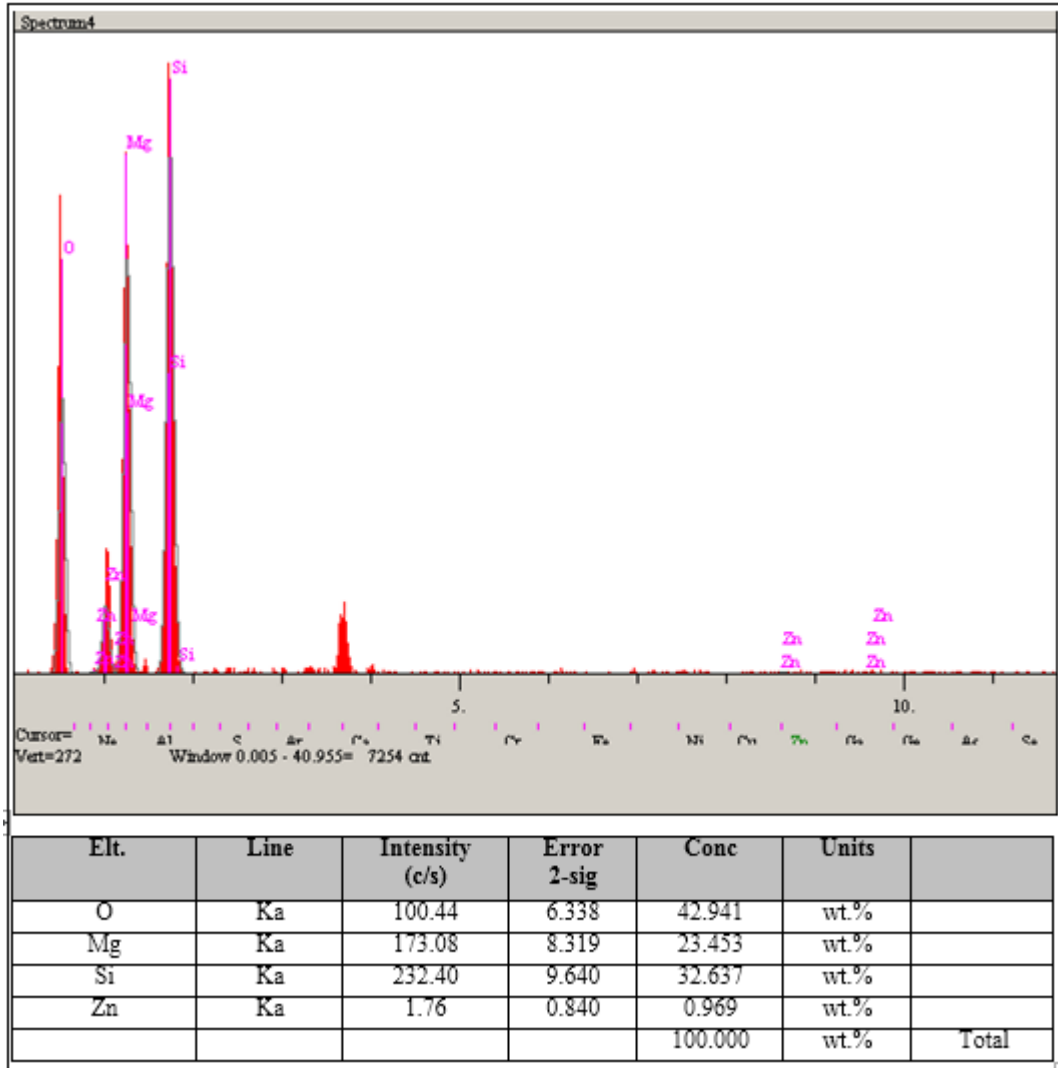 Spectrum4
Si
Mg
O
Si
Mg
Zn
Zn
Mg
Zn
Zn
Zn
Si
Zn
Zn
5.
10.
Cursor=
Vert=272 Window 0.005 - 40.955= 7254 cnt
Elt. Line Intensity (c/s) Error 2-sig Conc Units
O Ka 100.44 6.338 42.941 wt.%
Mg Ka 173.08 8.319 23.453 wt.%
Si Ka 232.40 9.640 32.637 wt.%
Zn Ka 1.76 0.840 0.969 wt.%
100.000 wt.% Total